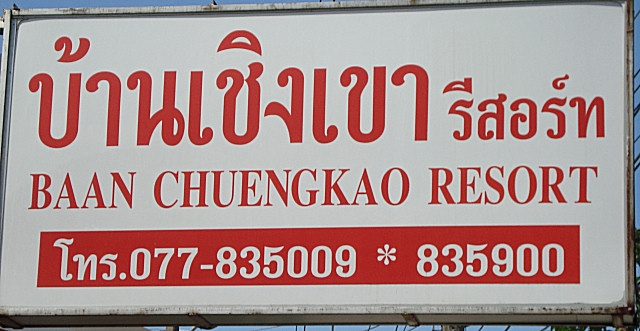 บ้านเชิงเขา รีสอร์ท
BAAN CHUENGKAO RESORT
โทร.077-835009 * 835900